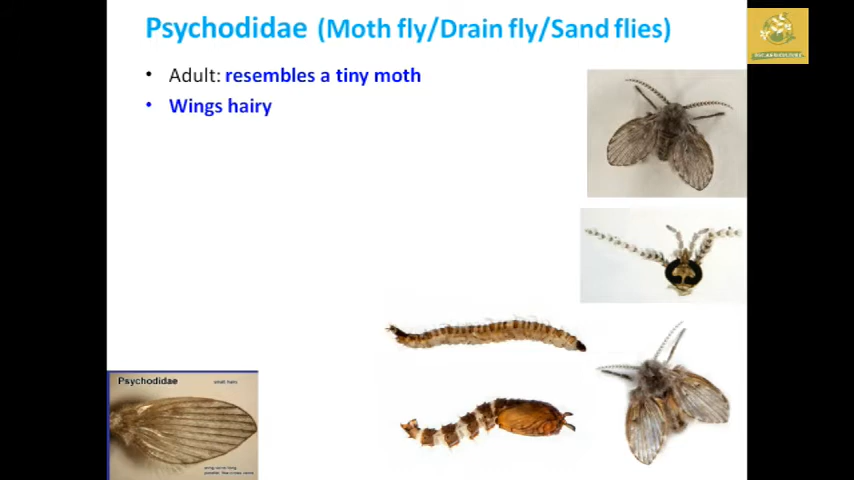 Psychodidae (Moth fly/Drain fly/Sand flies)
• Adult: resembles a tiny moth
• Wings hairy
Psychodidae